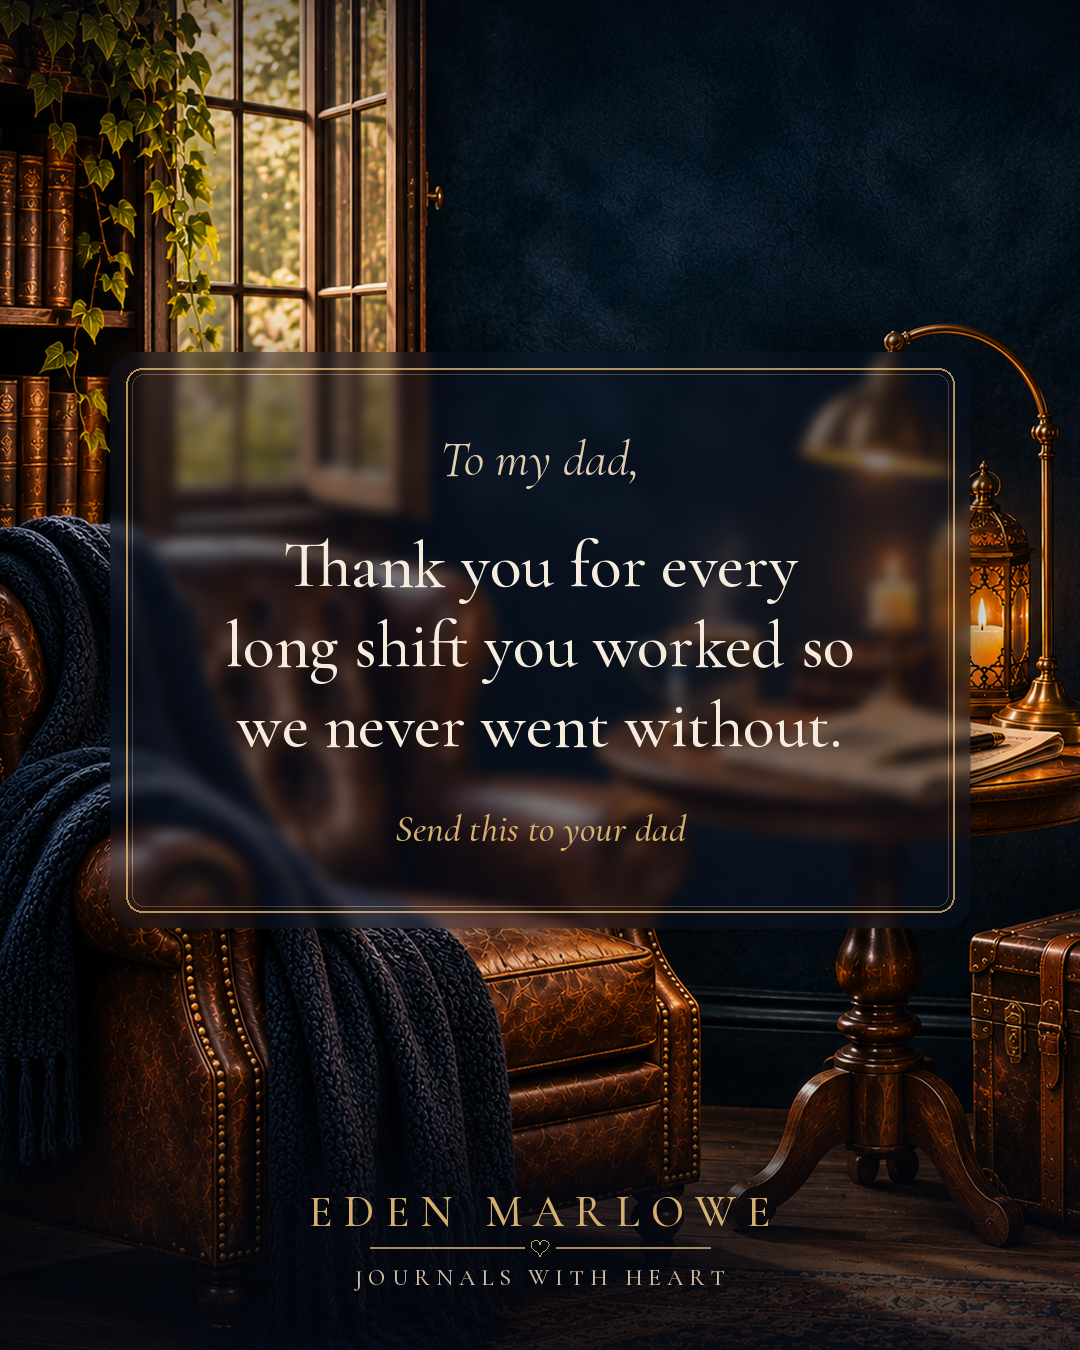 To my dad,
Thank you for every
long shift you worked so
we never went without.
Send this to your dad
EDEN MARLOWE
JOURNALS WITH HEART